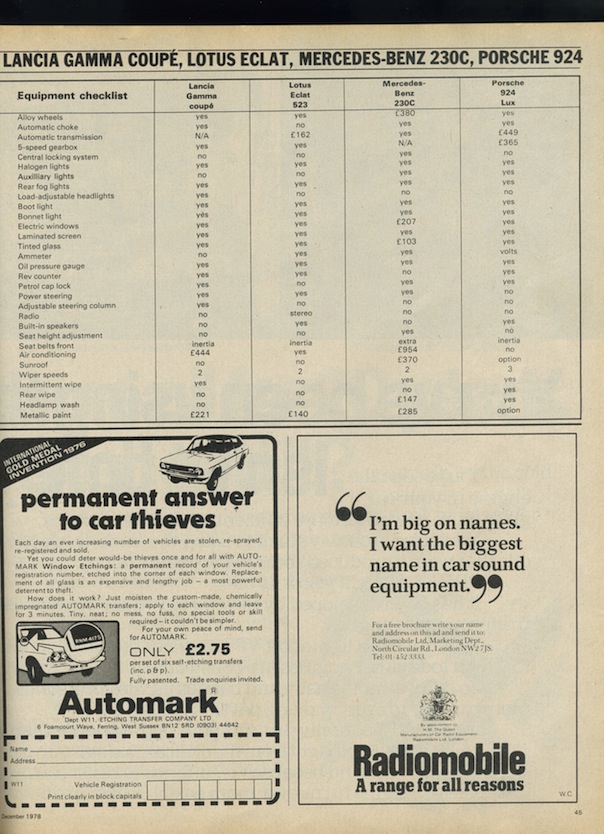 LANCIA GAMMA COUPÉ, LOTUS ECLAT, MERCEDES-BENZ 230C, PORSCHE 924
Equipment checklist Lancia Gamma coupé Lotus Eclat 523 Mercedes-Benz 230C Porsche 924 Lux
Alloy wheels yes yes £380 yes
Automatic choke yes no yes yes
Automatic transmission N/A £162 yes £449
5-speed gearbox yes yes N/A £365
Central locking system no yes yes no
Halogen lights yes yes yes yes
Auxilliary lights no no yes yes
Rear fog lights yes yes yes yes
Load-adjustable headlights yes yes no no
Boot light yes yes yes yes
Bonnet light yes yes yes yes
Electric windows yes yes £207 yes
Laminated screen yes yes yes yes
Tinted glass yes yes £103 yes
Ammeter no yes yes volts
Oil pressure gauge yes yes yes yes
Rev counter yes yes no yes
Petrol cap lock yes no yes yes
Power steering yes yes yes no
Adjustable steering column yes no no no
Radio no stereo no no
Built-in speakers no yes no yes
Seat height adjustment no no yes no
Seat belts front inertia inertia extra inertia
Air conditioning £444 yes £954 no
Sunroof no no £370 option
Wiper speeds 2 2 2 3
Intermittent wipe yes no yes yes
Rear wipe no no no yes
Headlamp wash no no £147 yes
Metallic paint £221 £140 £285 option
INTERNATIONAL
GOLD MEDAL
INVENTION 1976
permanent answer
to car thieves
Each day an ever increasing number of vehicles are stolen, re-sprayed,
re-registered and sold.
Yet you could deter would-be thieves once and for all with AUTO-
MARK Window Etchings: a permanent record of your vehicle's
registration number, etched into the corner of each window. Replace-
ment of all glass is an expensive and lengthy job – a most powerful
deterrent to theft.
How does it work? Just moisten the custom-made, chemically
impregnated AUTOMARK transfers; apply to each window and leave
for 3 minutes. Tiny, neat; no mess, no fuss, no special tools or skill
required – it couldn't be simpler.
For your own peace of mind, send
for AUTOMARK.
ONLY £2.75
per set of six self-etching transfers
(inc. p & p).
Fully patented. Trade enquiries invited.
Automark®
Dept W11, ETCHING TRANSFER COMPANY LTD
6 Foamcourt Waye, Ferring, West Sussex BN12 5RD (0903) 44642
Name
Address
W11 Vehicle Registration
Print clearly in block capitals
“I'm big on names.
I want the biggest
name in car sound
equipment.”
For a free brochure write your name
and address on this ad and send it to:
Radiomobile Ltd, Marketing Dept.,
North Circular Rd., London NW2 7JS.
Tel: 01-452 3333.
By appointment to
H.M. The Queen
Manufacturers of Car Radio Equipment
Radiomobile Ltd. London
Radiomobile
A range for all reasons
W.C.
December 1978
45